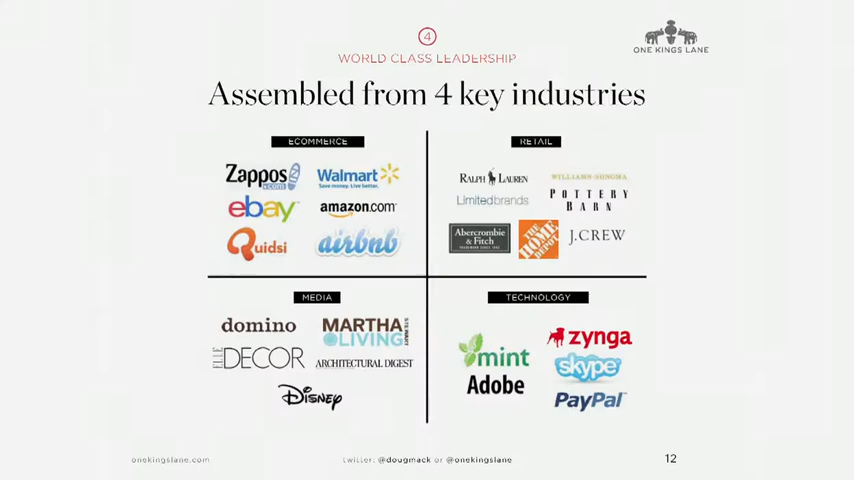 4
WORLD CLASS LEADERSHIP
ONE KINGS LANE
Assembled from 4 key industries
ECOMMERCE
Zappos
.com
Walmart
Save money. Live better.
ebay
amazon.com
Quidsi
airbnb
RETAIL
RALPH LAUREN
WILLIAMS-SONOMA
Limitedbrands
POTTERY
BARN
Abercrombie
& Fitch
THE
HOME
DEPOT
J.CREW
MEDIA
domino
MARTHA
STEWART
LIVING
ELLE
DECOR
ARCHITECTURAL DIGEST
DISNEY
TECHNOLOGY
mint
zynga
skype
Adobe
PayPal
onekingslane.com
twitter: @dougmack or @onekingslane
12